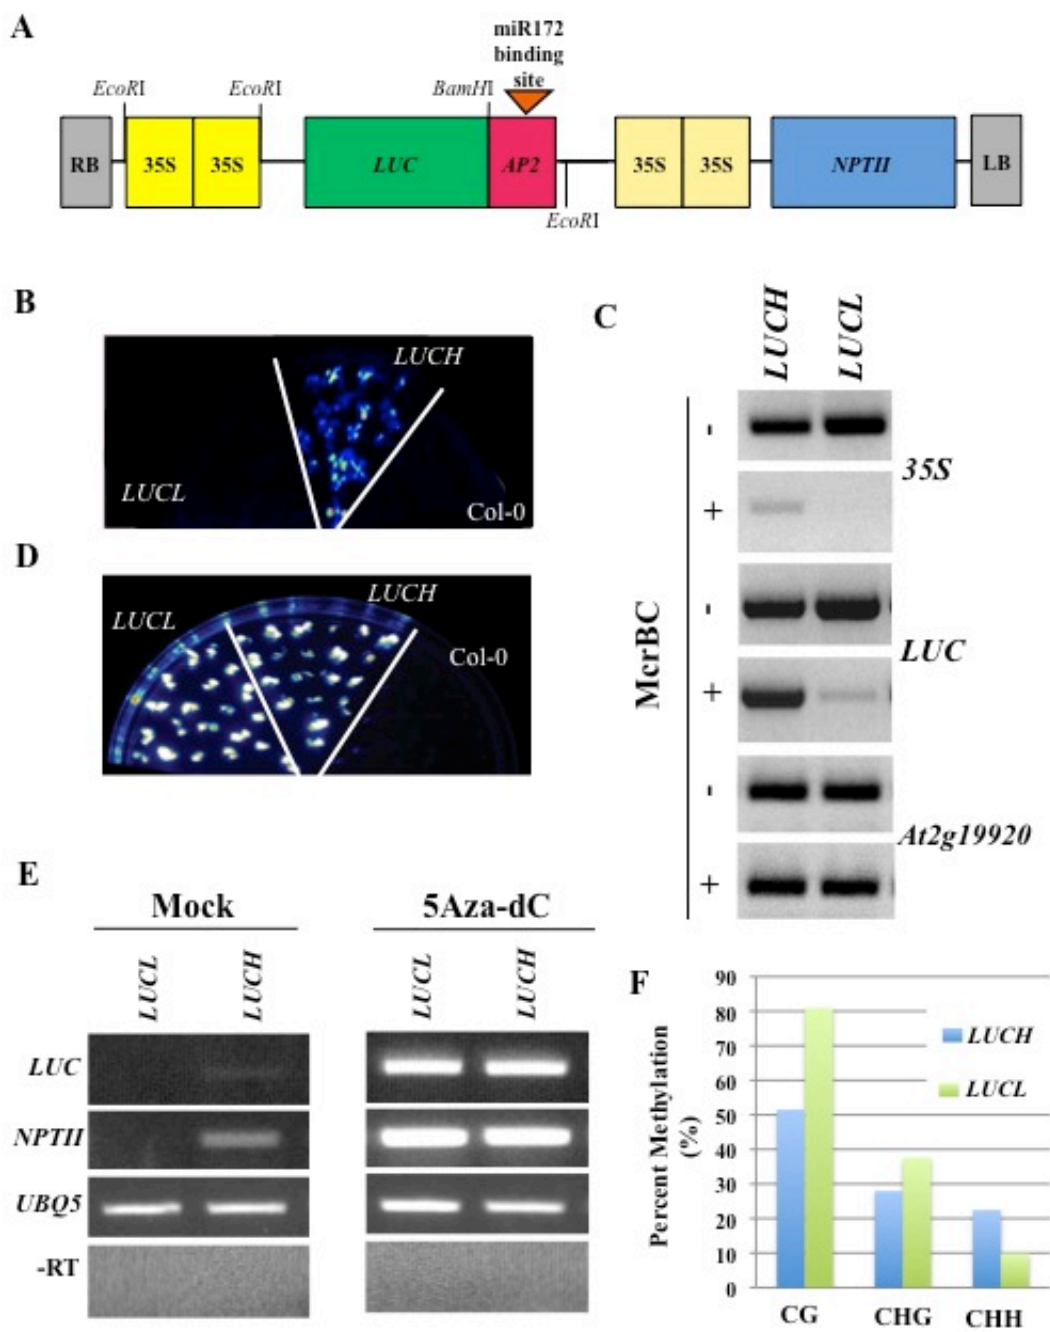 A
miR172
binding
site
EcoRI
EcoRI
BamHI
RB
35S
35S
LUC
AP2
35S
35S
NPTII
LB
EcoRI
B
LUCH
LUCL
Col-0
C
LUCH
LUCL
McrBC
-
+
35S
-
+
LUC
-
+
At2g19920
D
LUCH
LUCL
Col-0
E
Mock
5Aza-dC
LUCL
LUCH
LUCL
LUCH
LUC
NPTII
UBQ5
-RT
F
90
80
70
60
50
40
30
20
10
0
Percent Methylation
(%)
LUCH
LUCL
CG
CHG
CHH